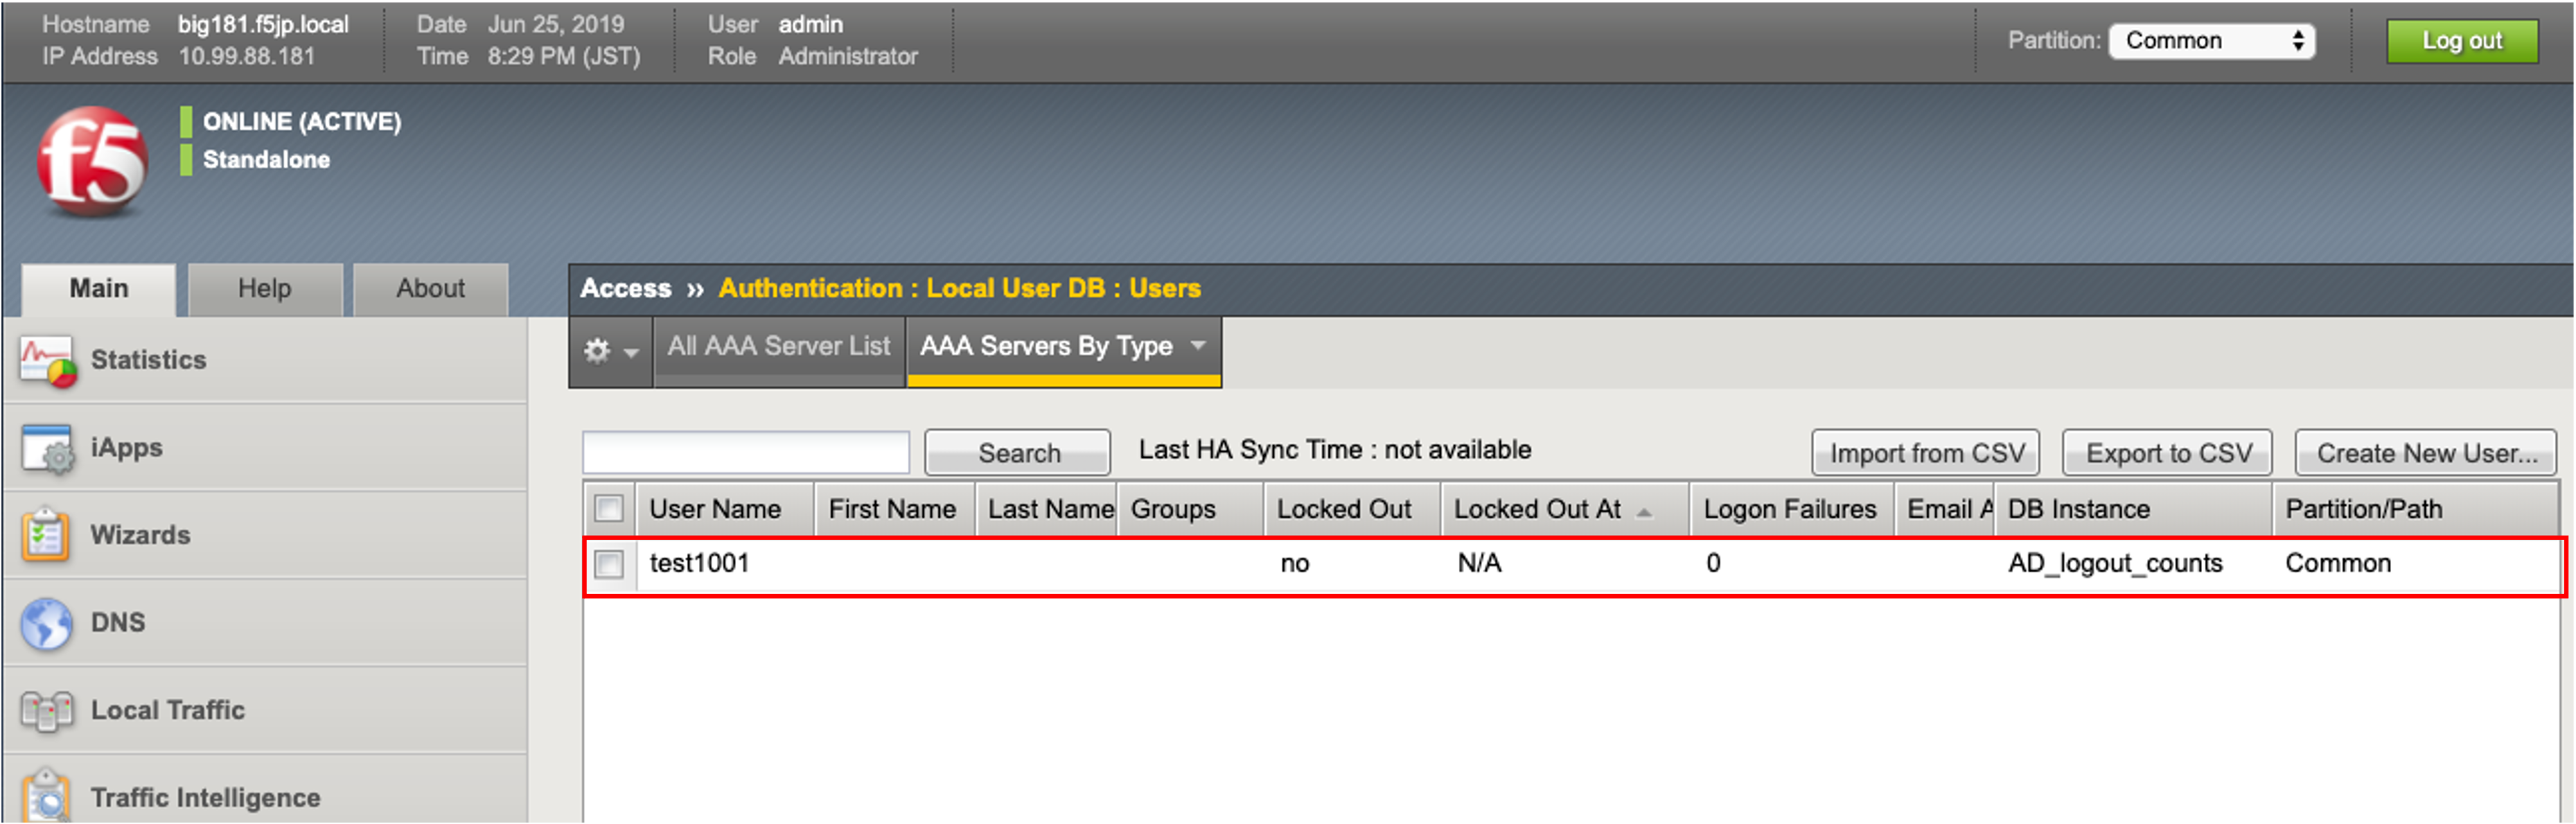 Hostname big181.f5jp.local Date Jun 25, 2019 User admin
IP Address 10.99.88.181 Time 8:29 PM (JST) Role Administrator
Partition: Common Log out
f5
ONLINE (ACTIVE)
Standalone
Main Help About
Access ›› Authentication : Local User DB : Users
All AAA Server List AAA Servers By Type
Statistics
iApps
Wizards
DNS
Local Traffic
Traffic Intelligence
Search Last HA Sync Time : not available Import from CSV Export to CSV Create New User...
User Name First Name Last Name Groups Locked Out Locked Out At Logon Failures Email A DB Instance Partition/Path
test1001 no N/A 0 AD_logout_counts Common